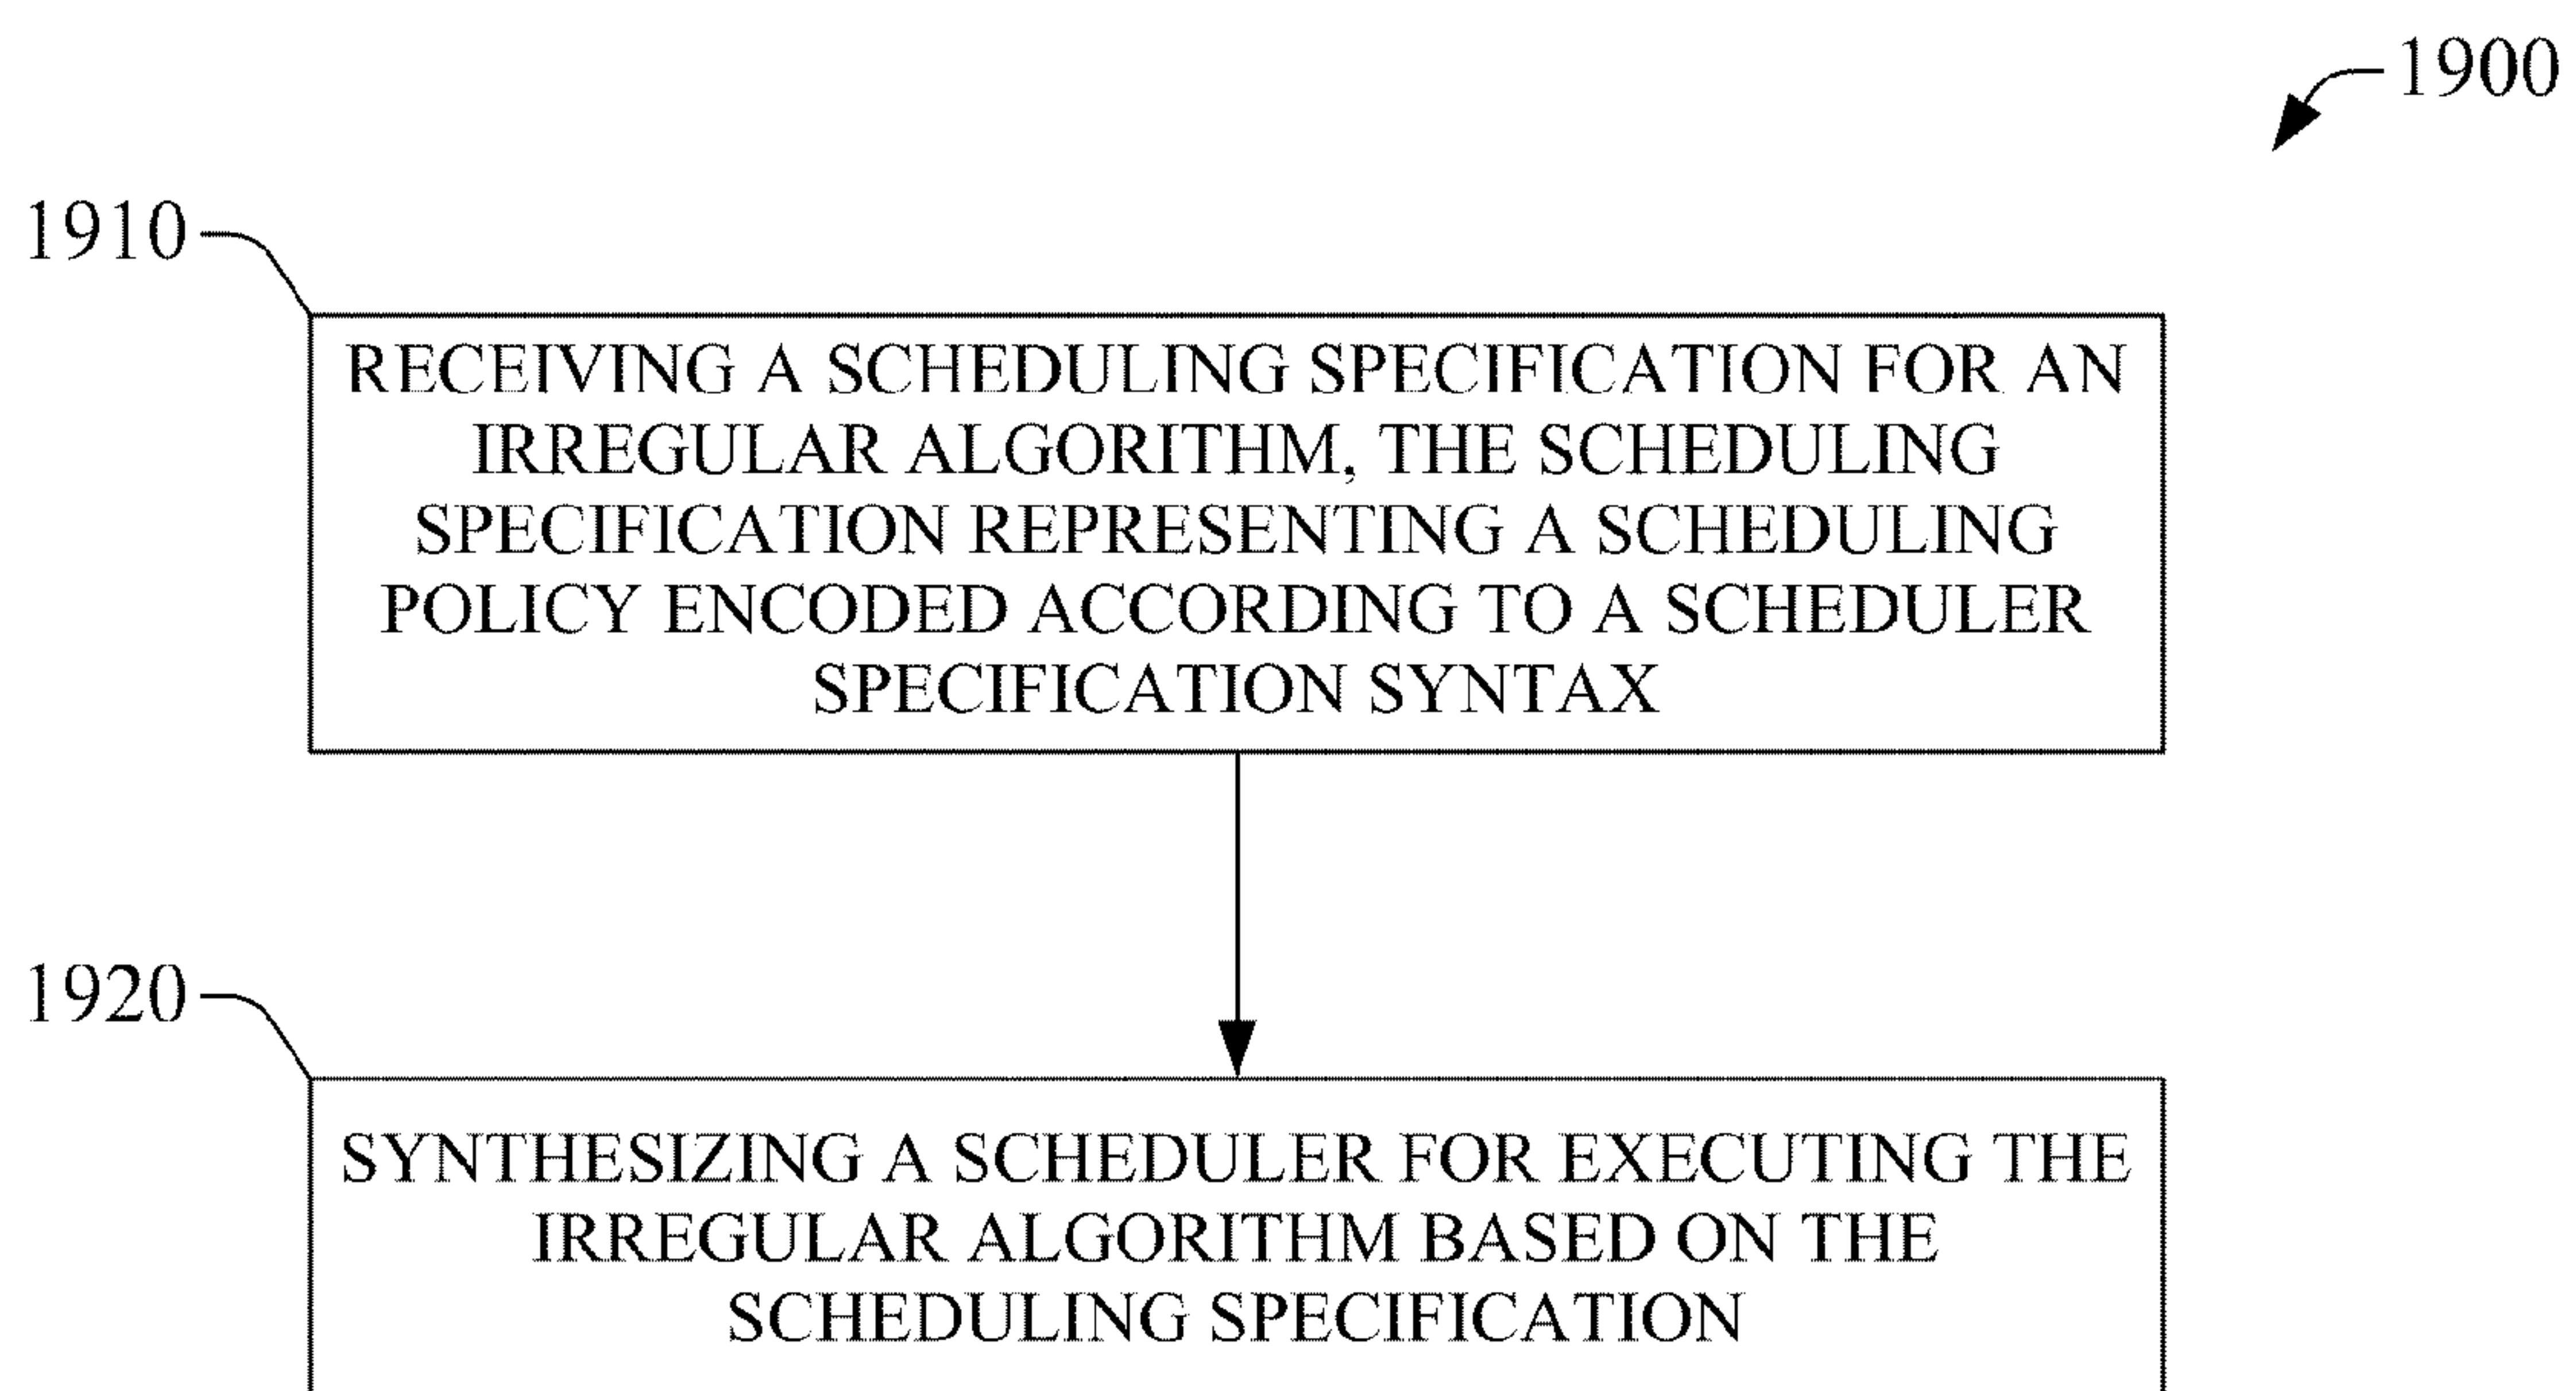 1900
1910
RECEIVING A SCHEDULING SPECIFICATION FOR AN
IRREGULAR ALGORITHM, THE SCHEDULING
SPECIFICATION REPRESENTING A SCHEDULING
POLICY ENCODED ACCORDING TO A SCHEDULER
SPECIFICATION SYNTAX
1920
SYNTHESIZING A SCHEDULER FOR EXECUTING THE
IRREGULAR ALGORITHM BASED ON THE
SCHEDULING SPECIFICATION